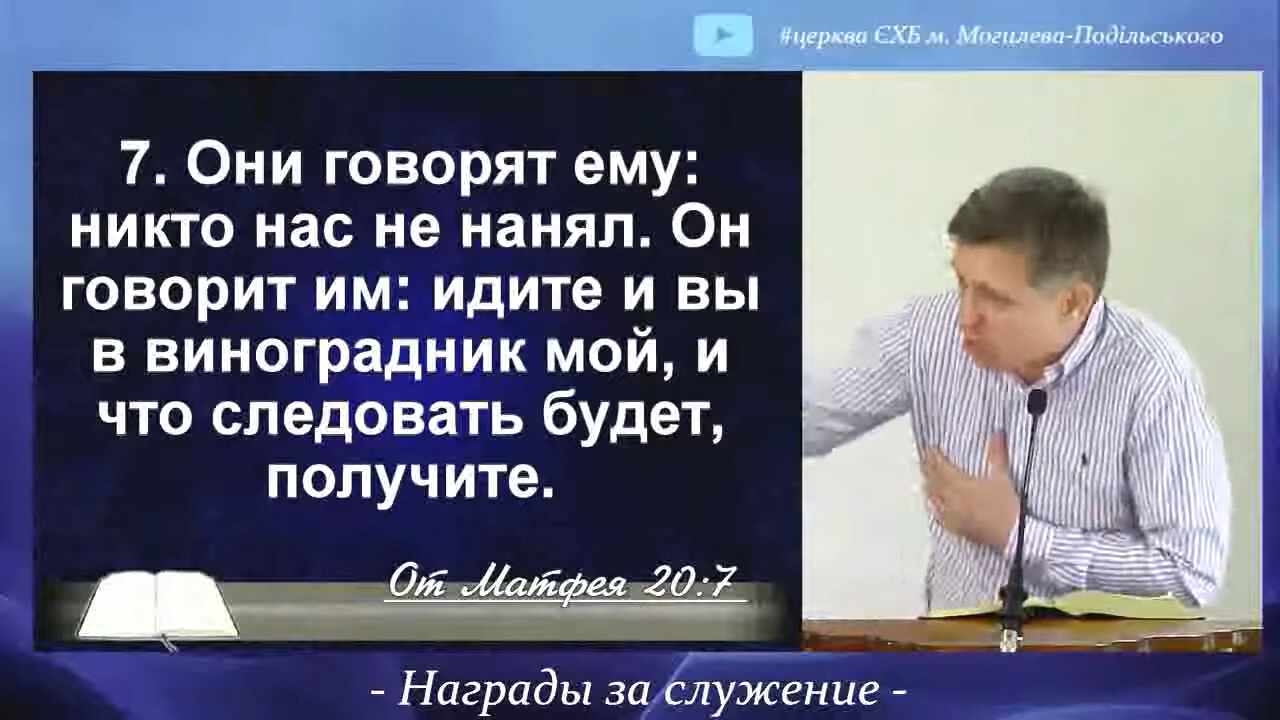 #церква ЄХБ м. Могилева-Подільського
7. Они говорят ему:
никто нас не нанял. Он
говорит им: идите и вы
в виноградник мой, и
что следовать будет,
получите.
От Матфея 20:7
- Награды за служение -